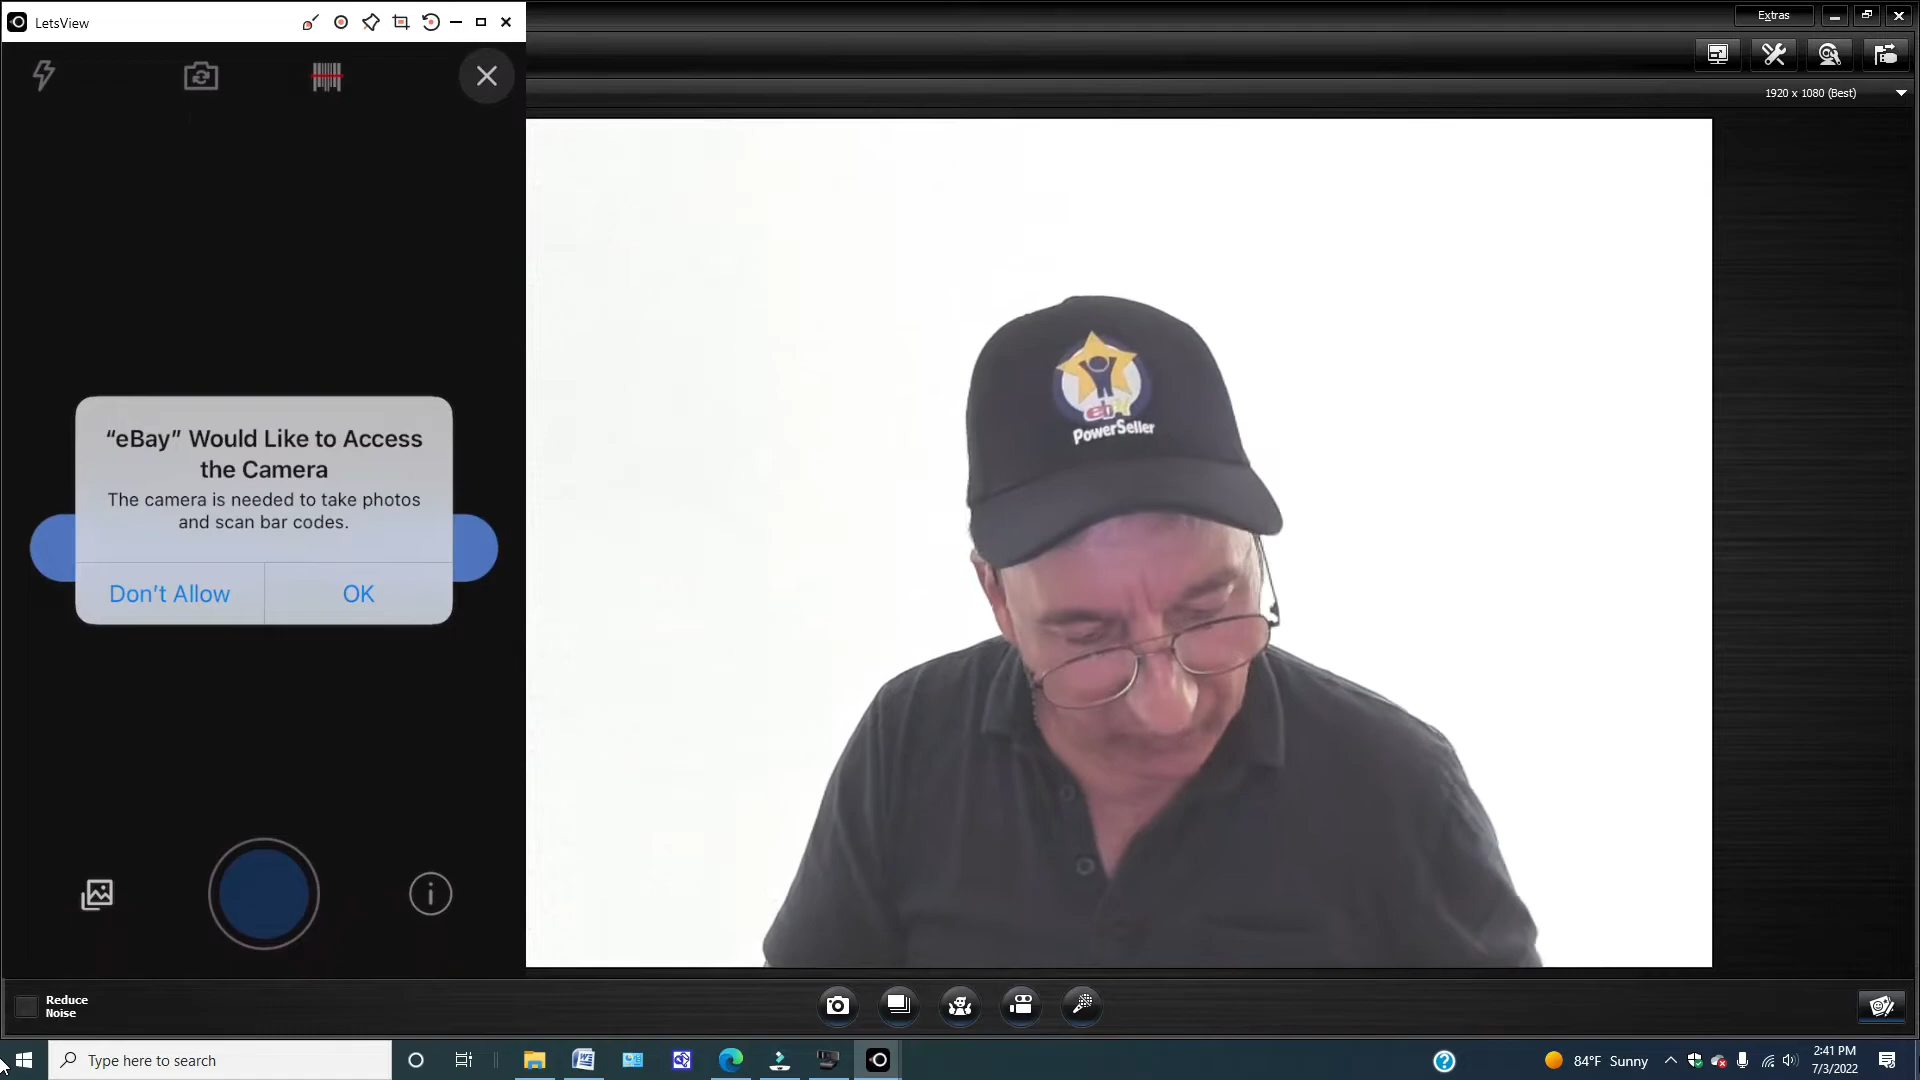 LetsView
Extras
1920 x 1080 (Best)
“eBay” Would Like to Access
the Camera
The camera is needed to take photos
and scan bar codes.
Don’t Allow
OK
ebay
PowerSeller
Reduce
Noise
Type here to search
84°F Sunny
2:41 PM
7/3/2022